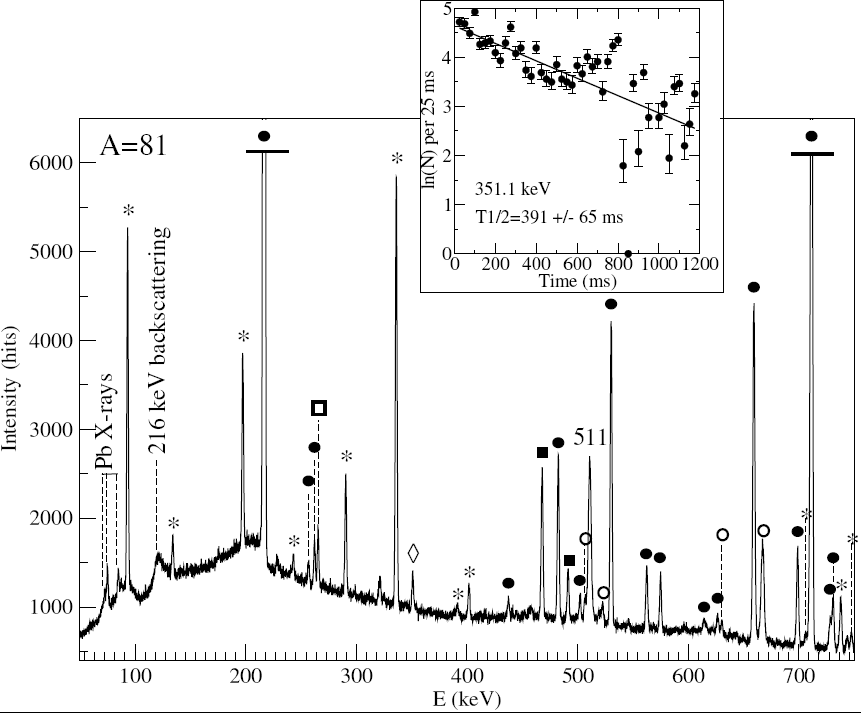 5
4
3
2
1
0
ln(N) per 25 ms
351.1 keV
T1/2=391 +/- 65 ms
0 200 400 600 800 1000 1200
Time (ms)
A=81
6000
5000
4000
3000
2000
1000
Intensity (hits)
Pb X-rays
216 keV backscattering
* * * * * * * * * * *
511
100 200 300 400 500 600 700
E (keV)